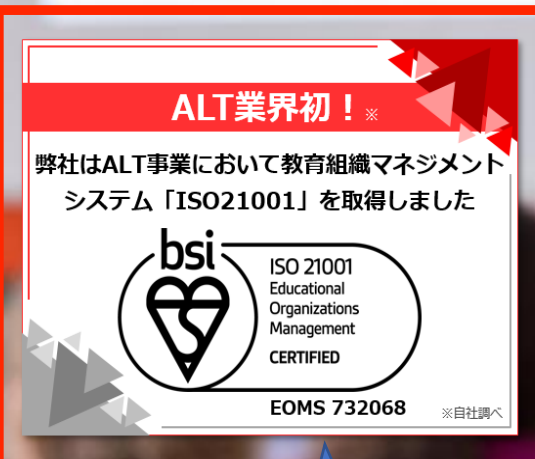 ALT業界初！※
弊社はALT事業において教育組織マネジメント
システム「ISO21001」を取得しました
bsi.
ISO 21001
Educational
Organizations
Management
CERTIFIED
EOMS 732068
※自社調べ